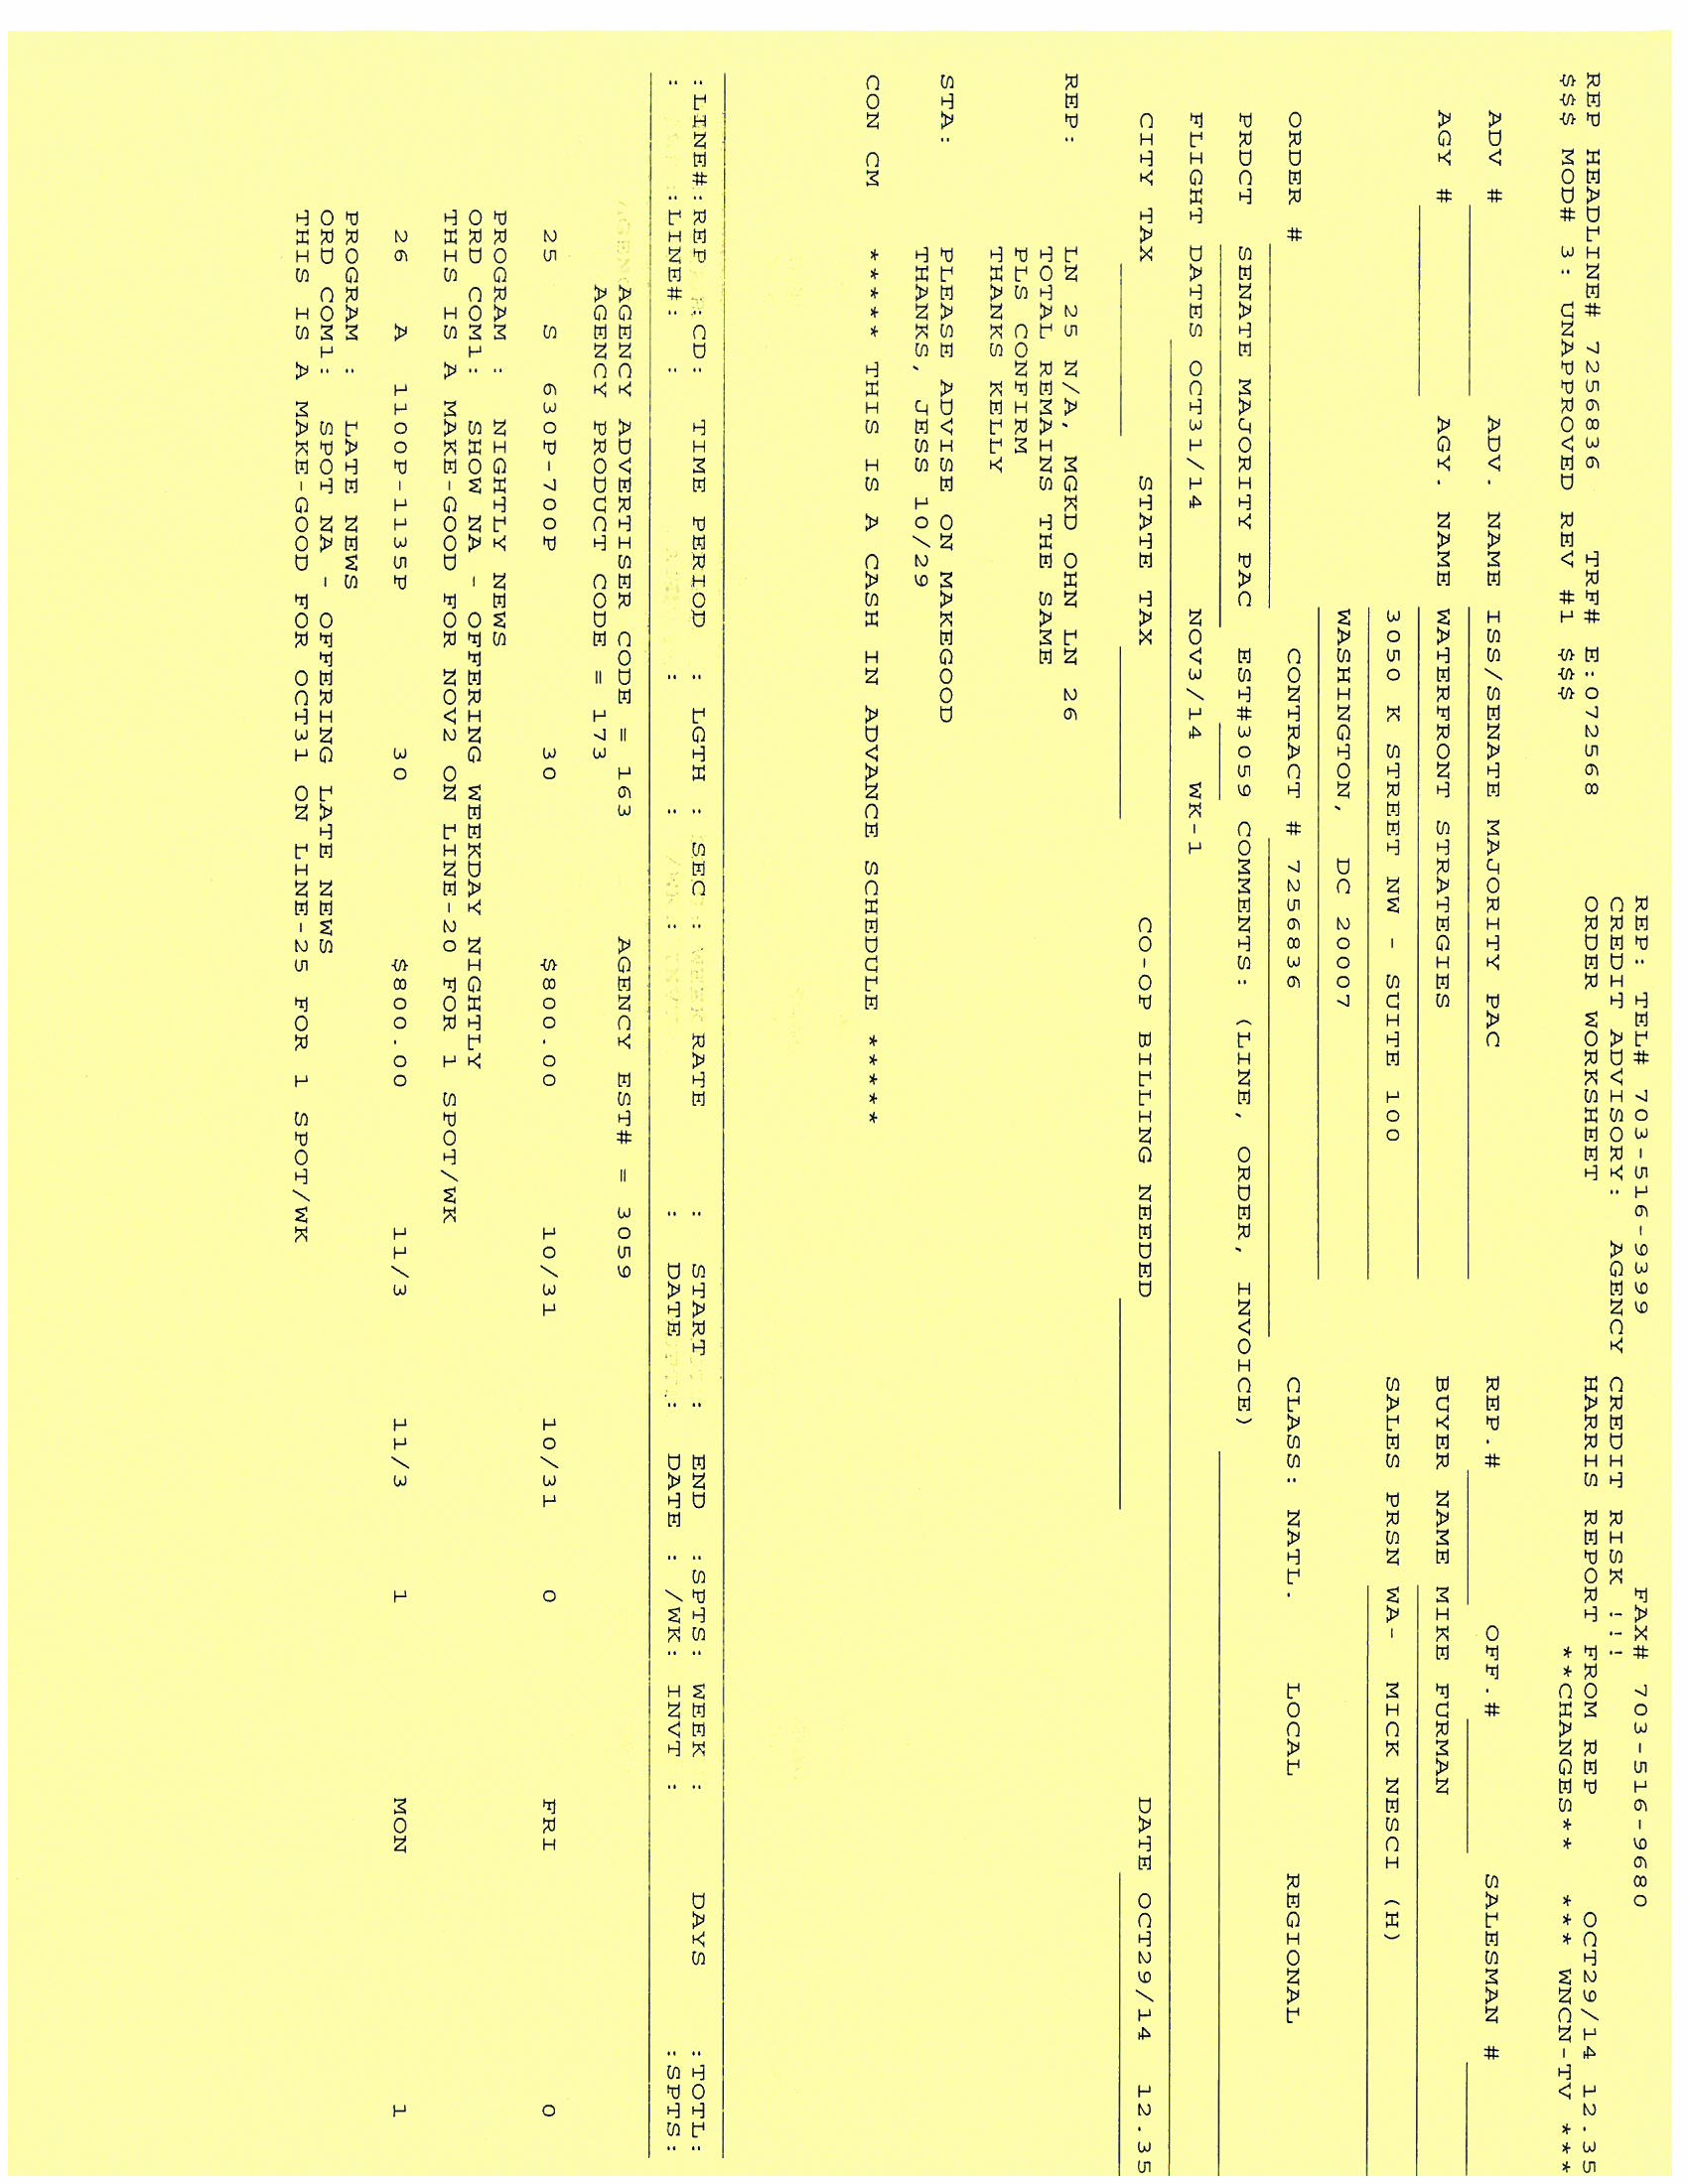 REP: TEL# 703-516-9399 FAX# 703-516-9680
CREDIT ADVISORY: AGENCY CREDIT RISK !!!
REP HEADLINE# 7256836 TRF# E:072568 ORDER WORKSHEET HARRIS REPORT FROM REP OCT29/14 12.35
$$$ MOD# 3: UNAPPROVED REV #1 $$$ **CHANGES** *** WNCN-TV ***
ADV # ADV. NAME ISS/SENATE MAJORITY PAC REP.# OFF.# SALESMAN #
AGY # AGY. NAME WATERFRONT STRATEGIES BUYER NAME MIKE FURMAN
3050 K STREET NW - SUITE 100 SALES PRSN WA- MICK NESCI (H)
WASHINGTON, DC 20007
ORDER # CONTRACT # 7256836 CLASS: NATL. LOCAL REGIONAL
PRDCT SENATE MAJORITY PAC EST#3059 COMMENTS: (LINE, ORDER, INVOICE)
FLIGHT DATES OCT31/14 NOV3/14 WK-1
CITY TAX STATE TAX CO-OP BILLING NEEDED DATE OCT29/14 12.35
REP: LN 25 N/A, MGKD OHN LN 26
TOTAL REMAINS THE SAME
PLS CONFIRM
THANKS KELLY
STA: PLEASE ADVISE ON MAKEGOOD
THANKS, JESS 10/29
CON CM ***** THIS IS A CASH IN ADVANCE SCHEDULE *****
:LINE#:REP :CD: TIME PERIOD : LGTH : SEC : RATE : START : END :SPTS: WEEK : DAYS :TOTL:
: :LINE#: : : : : DATE : DATE : /WK: INVT : :SPTS:
AGENCY ADVERTISER CODE = 163 AGENCY EST# = 3059
AGENCY PRODUCT CODE = 173
25 S 630P-700P 30 $800.00 10/31 10/31 0 FRI 0
PROGRAM : NIGHTLY NEWS
ORD COM1: SHOW NA - OFFERING WEEKDAY NIGHTLY
THIS IS A MAKE-GOOD FOR NOV2 ON LINE-20 FOR 1 SPOT/WK
26 A 1100P-1135P 30 $800.00 11/3 11/3 1 MON 1
PROGRAM : LATE NEWS
ORD COM1: SPOT NA - OFFERING LATE NEWS
THIS IS A MAKE-GOOD FOR OCT31 ON LINE-25 FOR 1 SPOT/WK